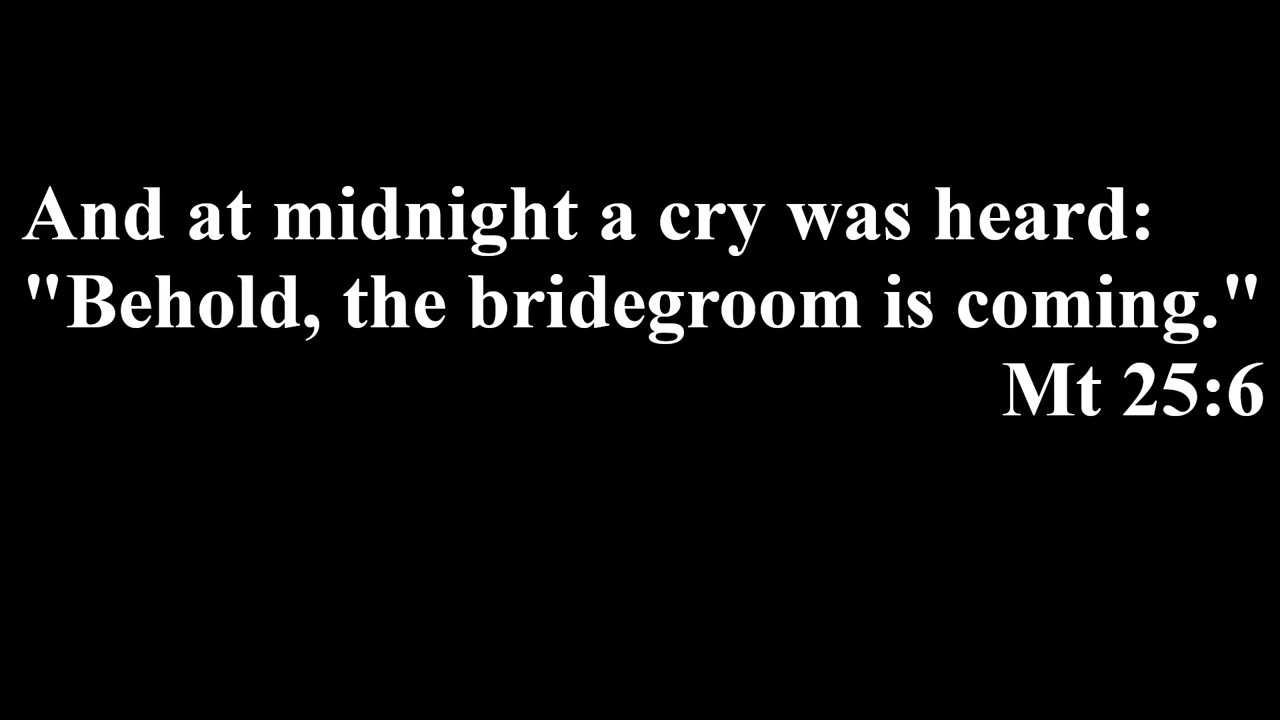 And at midnight a cry was heard:
"Behold, the bridegroom is coming."
Mt 25:6